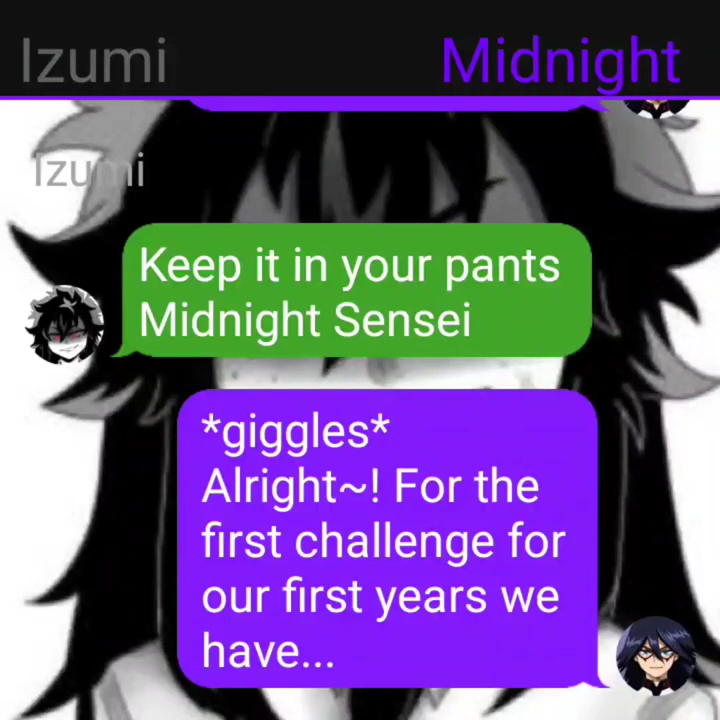 Izumi
Midnight
Izumi
Keep it in your pants
Midnight Sensei
*giggles*
Alright~! For the
first challenge for
our first years we
have...